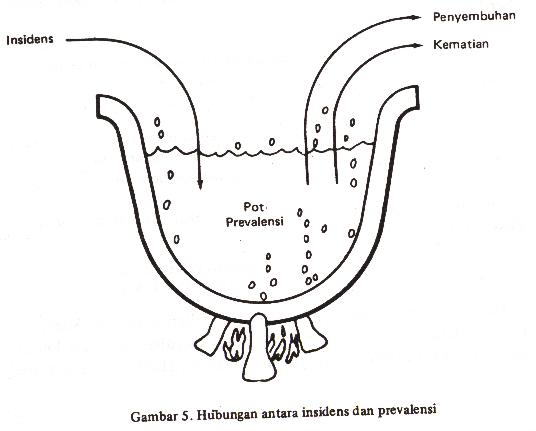 Penyembuhan
Insidens
Kematian
Pot
Prevalensi
Gambar 5. Hubungan antara insidens dan prevalensi